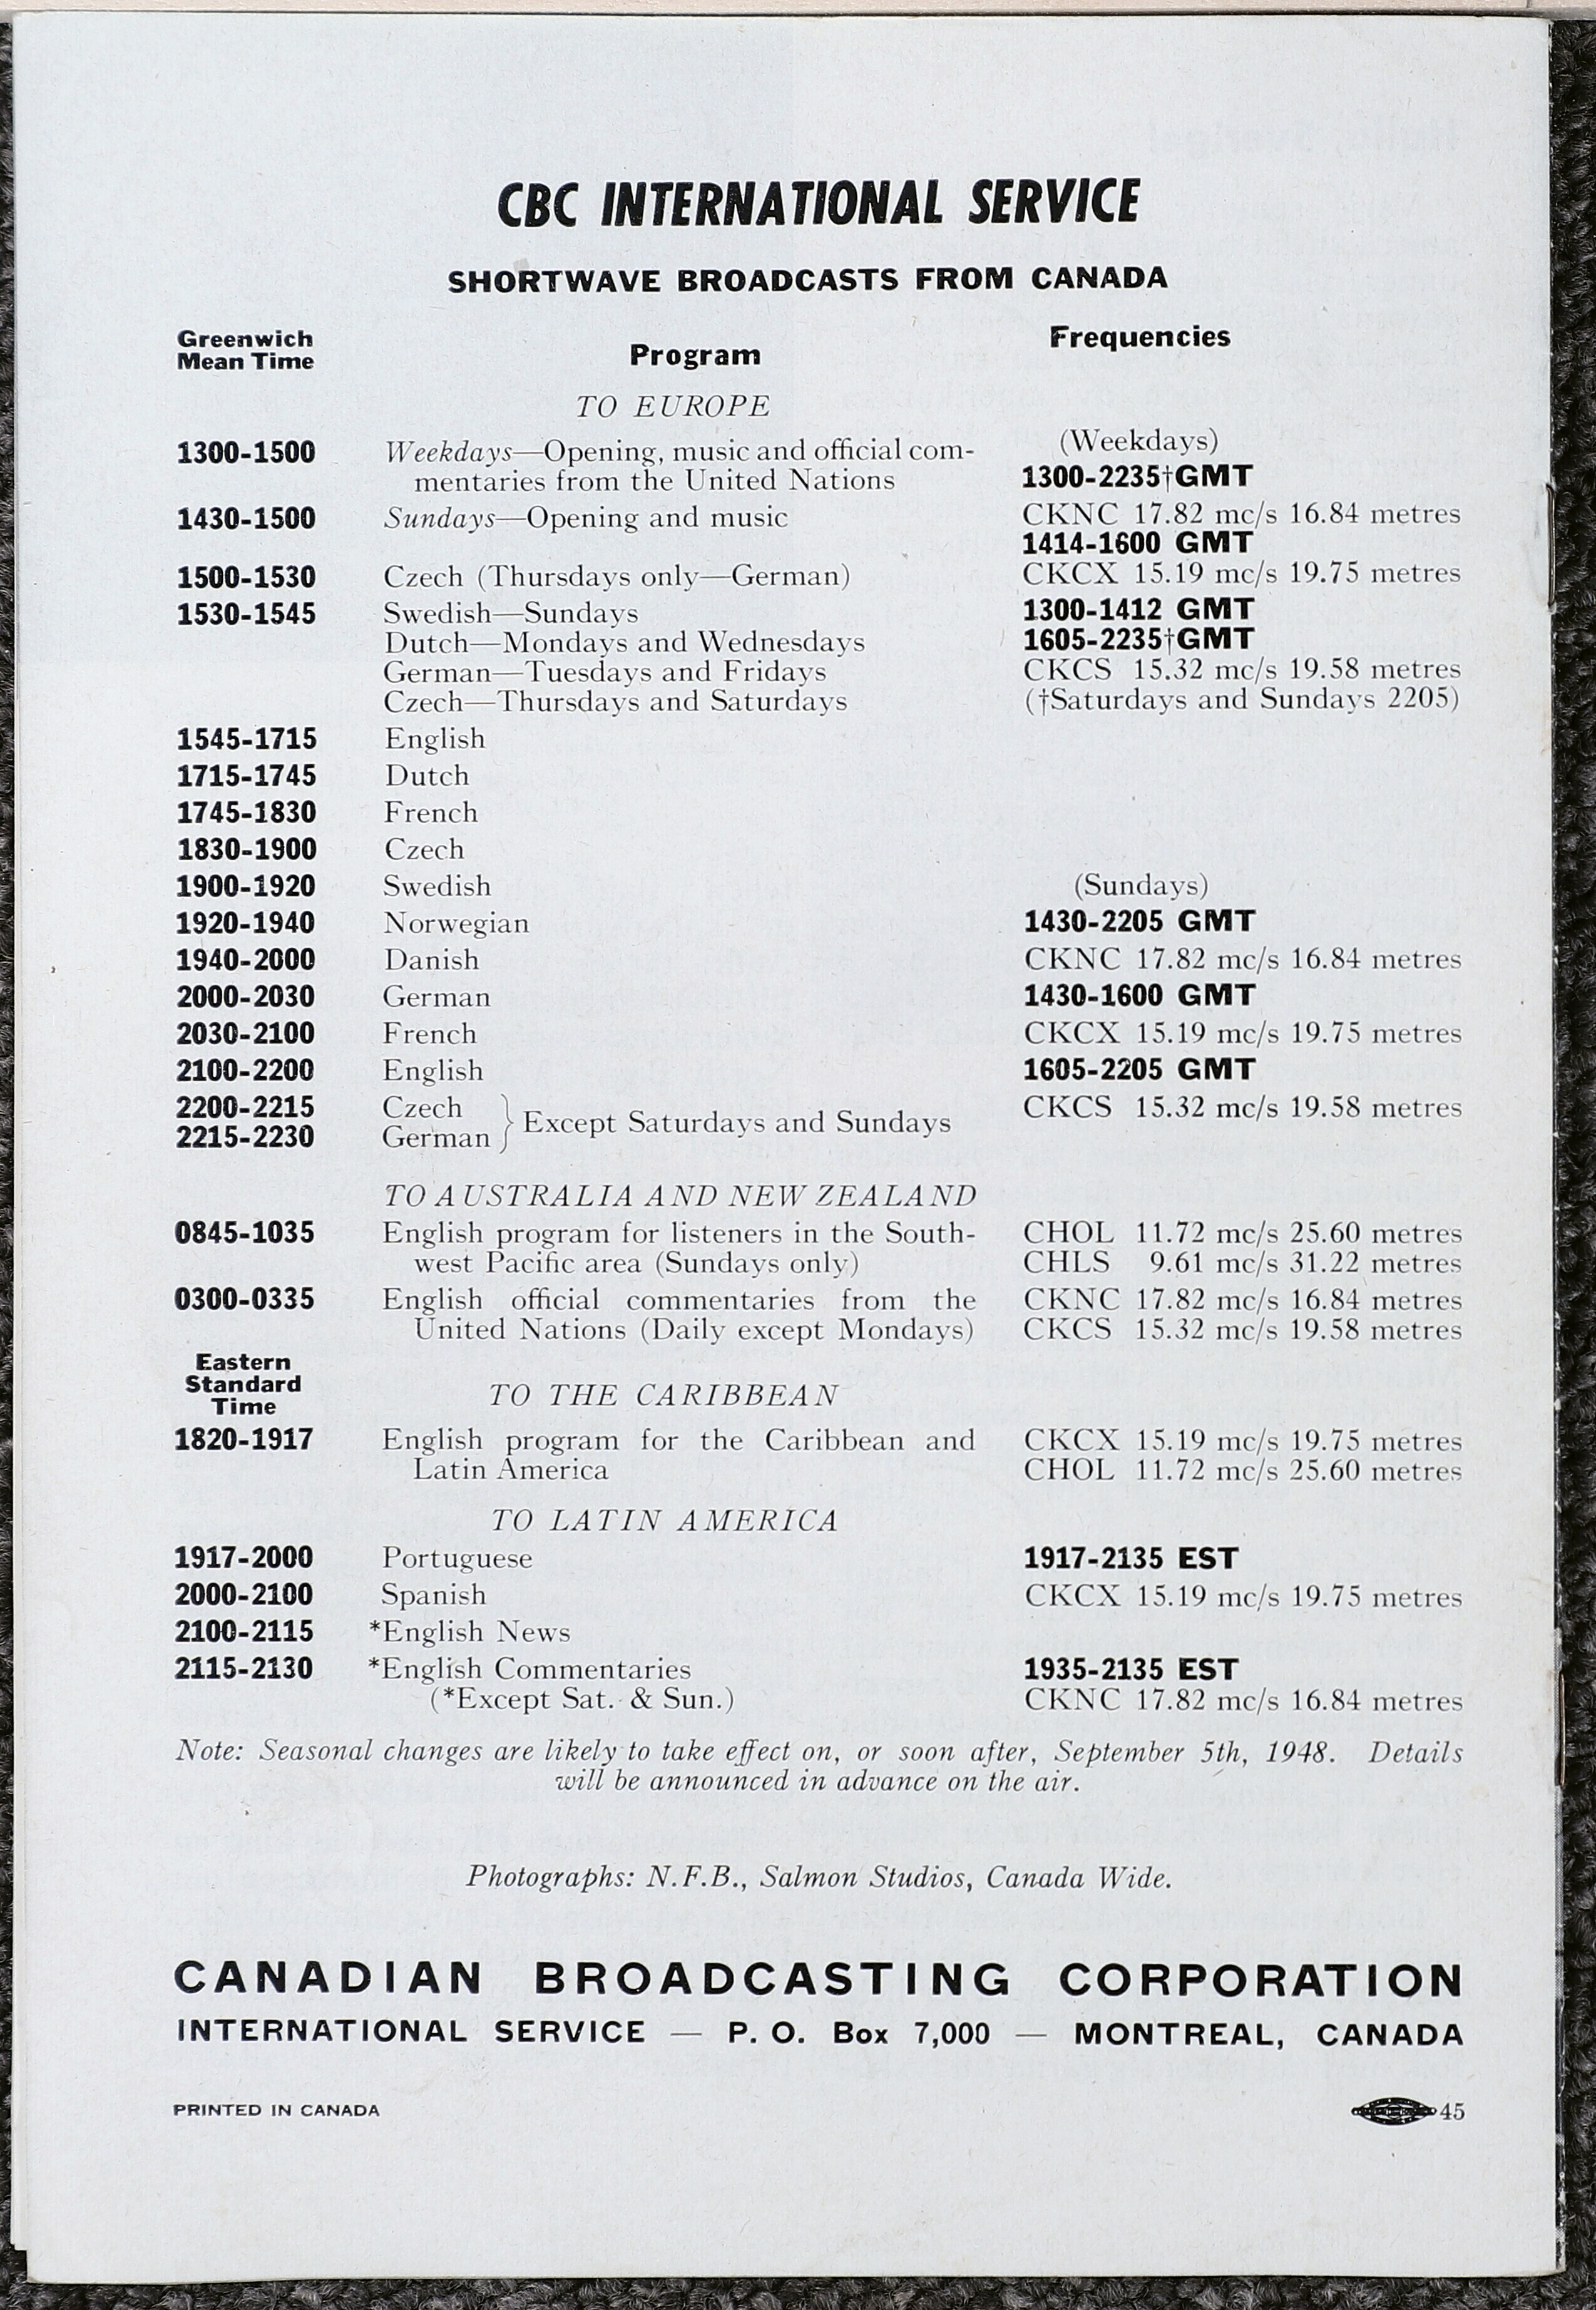 CBC INTERNATIONAL SERVICE
SHORTWAVE BROADCASTS FROM CANADA
Greenwich
Mean Time
Program
Frequencies
TO EUROPE
1300-1500 Weekdays—Opening, music and official com-
mentaries from the United Nations
1430-1500 Sundays—Opening and music
1500-1530 Czech (Thursdays only—German)
1530-1545 Swedish—Sundays
Dutch—Mondays and Wednesdays
German—Tuesdays and Fridays
Czech—Thursdays and Saturdays
1545-1715 English
1715-1745 Dutch
1745-1830 French
1830-1900 Czech
1900-1920 Swedish
1920-1940 Norwegian
1940-2000 Danish
2000-2030 German
2030-2100 French
2100-2200 English
2200-2215 Czech
2215-2230 German
Except Saturdays and Sundays
(Weekdays)
1300-2235†GMT
CKNC 17.82 mc/s 16.84 metres
1414-1600 GMT
CKCX 15.19 mc/s 19.75 metres
1300-1412 GMT
1605-2235†GMT
CKCS 15.32 mc/s 19.58 metres
(†Saturdays and Sundays 2205)
(Sundays)
1430-2205 GMT
CKNC 17.82 mc/s 16.84 metres
1430-1600 GMT
CKCX 15.19 mc/s 19.75 metres
1605-2205 GMT
CKCS 15.32 mc/s 19.58 metres
TO AUSTRALIA AND NEW ZEALAND
0845-1035 English program for listeners in the South- CHOL 11.72 mc/s 25.60 metres
west Pacific area (Sundays only) CHLS 9.61 mc/s 31.22 metres
0300-0335 English official commentaries from the CKNC 17.82 mc/s 16.84 metres
United Nations (Daily except Mondays) CKCS 15.32 mc/s 19.58 metres
Eastern
Standard
Time
TO THE CARIBBEAN
1820-1917 English program for the Caribbean and CKCX 15.19 mc/s 19.75 metres
Latin America CHOL 11.72 mc/s 25.60 metres
TO LATIN AMERICA
1917-2000 Portuguese 1917-2135 EST
2000-2100 Spanish CKCX 15.19 mc/s 19.75 metres
2100-2115 *English News
2115-2130 *English Commentaries 1935-2135 EST
(*Except Sat. & Sun.) CKNC 17.82 mc/s 16.84 metres
Note: Seasonal changes are likely to take effect on, or soon after, September 5th, 1948. Details
will be announced in advance on the air.
Photographs: N.F.B., Salmon Studios, Canada Wide.
CANADIAN BROADCASTING CORPORATION
INTERNATIONAL SERVICE — P. O. Box 7,000 — MONTREAL, CANADA
PRINTED IN CANADA
45